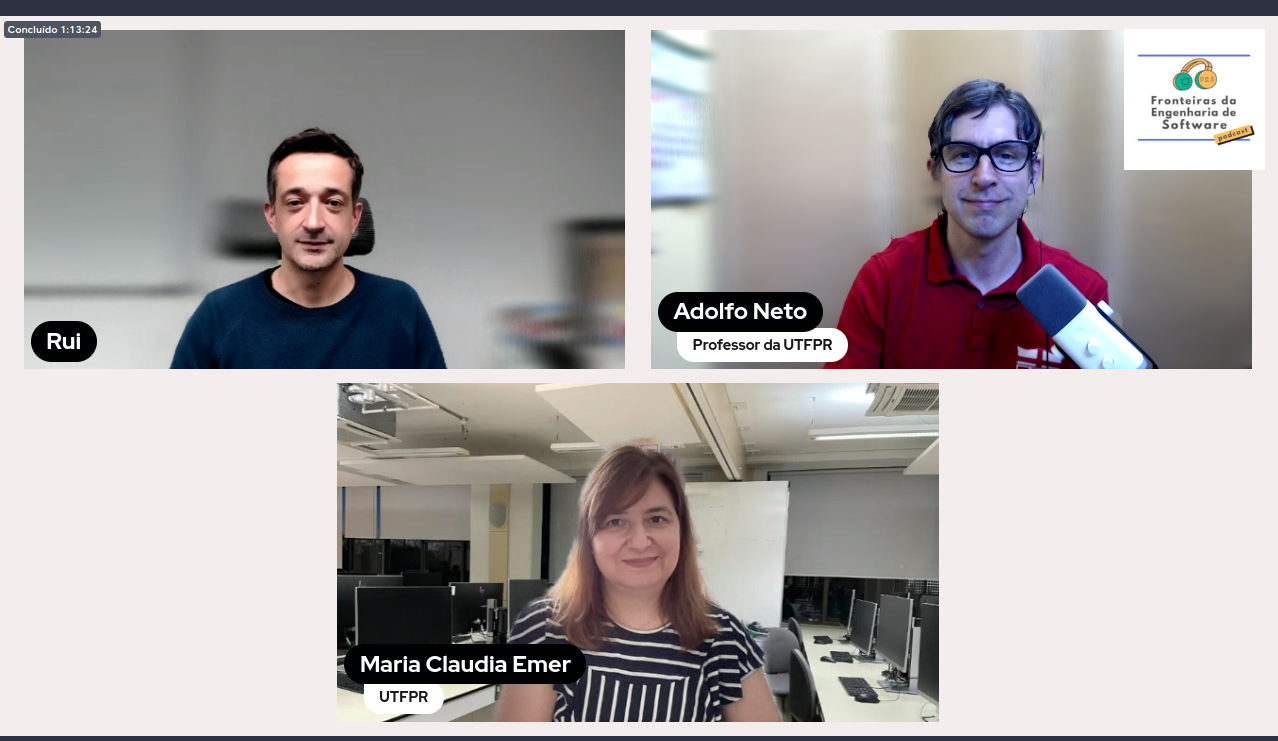 Concluído 1:13:24
Fronteiras da
Engenharia de
Software
podcast
Rui
Adolfo Neto
Professor da UTFPR
Maria Claudia Emer
UTFPR